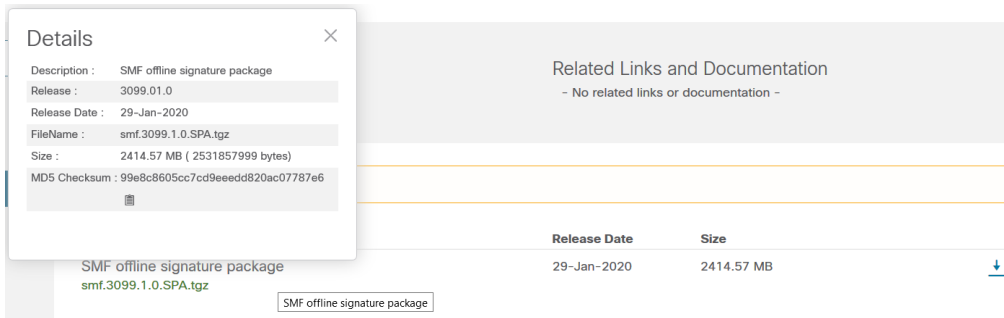 Details
Description : SMF offline signature package
Release : 3099.01.0
Release Date : 29-Jan-2020
FileName : smf.3099.1.0.SPA.tgz
Size : 2414.57 MB ( 2531857999 bytes)
MD5 Checksum : 99e8c8605cc7cd9eeedd820ac07787e6
Related Links and Documentation
- No related links or documentation -
Release Date Size
SMF offline signature package 29-Jan-2020 2414.57 MB
smf.3099.1.0.SPA.tgz
SMF offline signature package